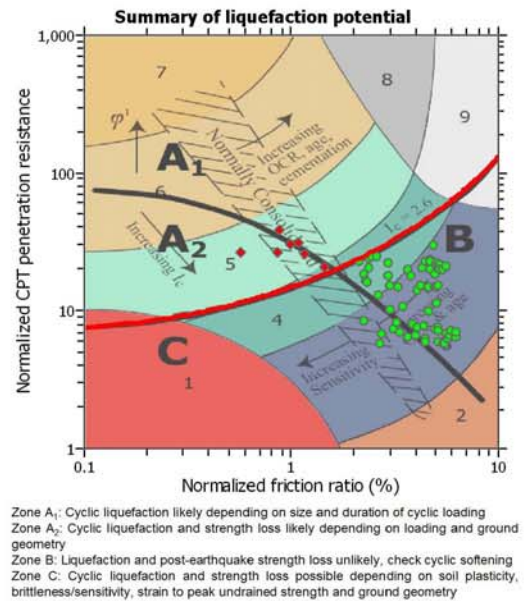 Summary of liquefaction potential
1,000
7
8
9
φ'
Increasing
OCR, age,
cementation
A1
Normally Consolidated
100
6
Ic = 2.6
A2
B
Increasing Ic
5
Normalized CPT penetration resistance
10
4
& age
C
Increasing
Sensitivity
1
2
1
0.1
1
10
Normalized friction ratio (%)
Zone A1: Cyclic liquefaction likely depending on size and duration of cyclic loading
Zone A2: Cyclic liquefaction and strength loss likely depending on loading and ground
geometry
Zone B: Liquefaction and post-earthquake strength loss unlikely, check cyclic softening
Zone C: Cyclic liquefaction and strength loss possible depending on soil plasticity,
brittleness/sensitivity, strain to peak undrained strength and ground geometry